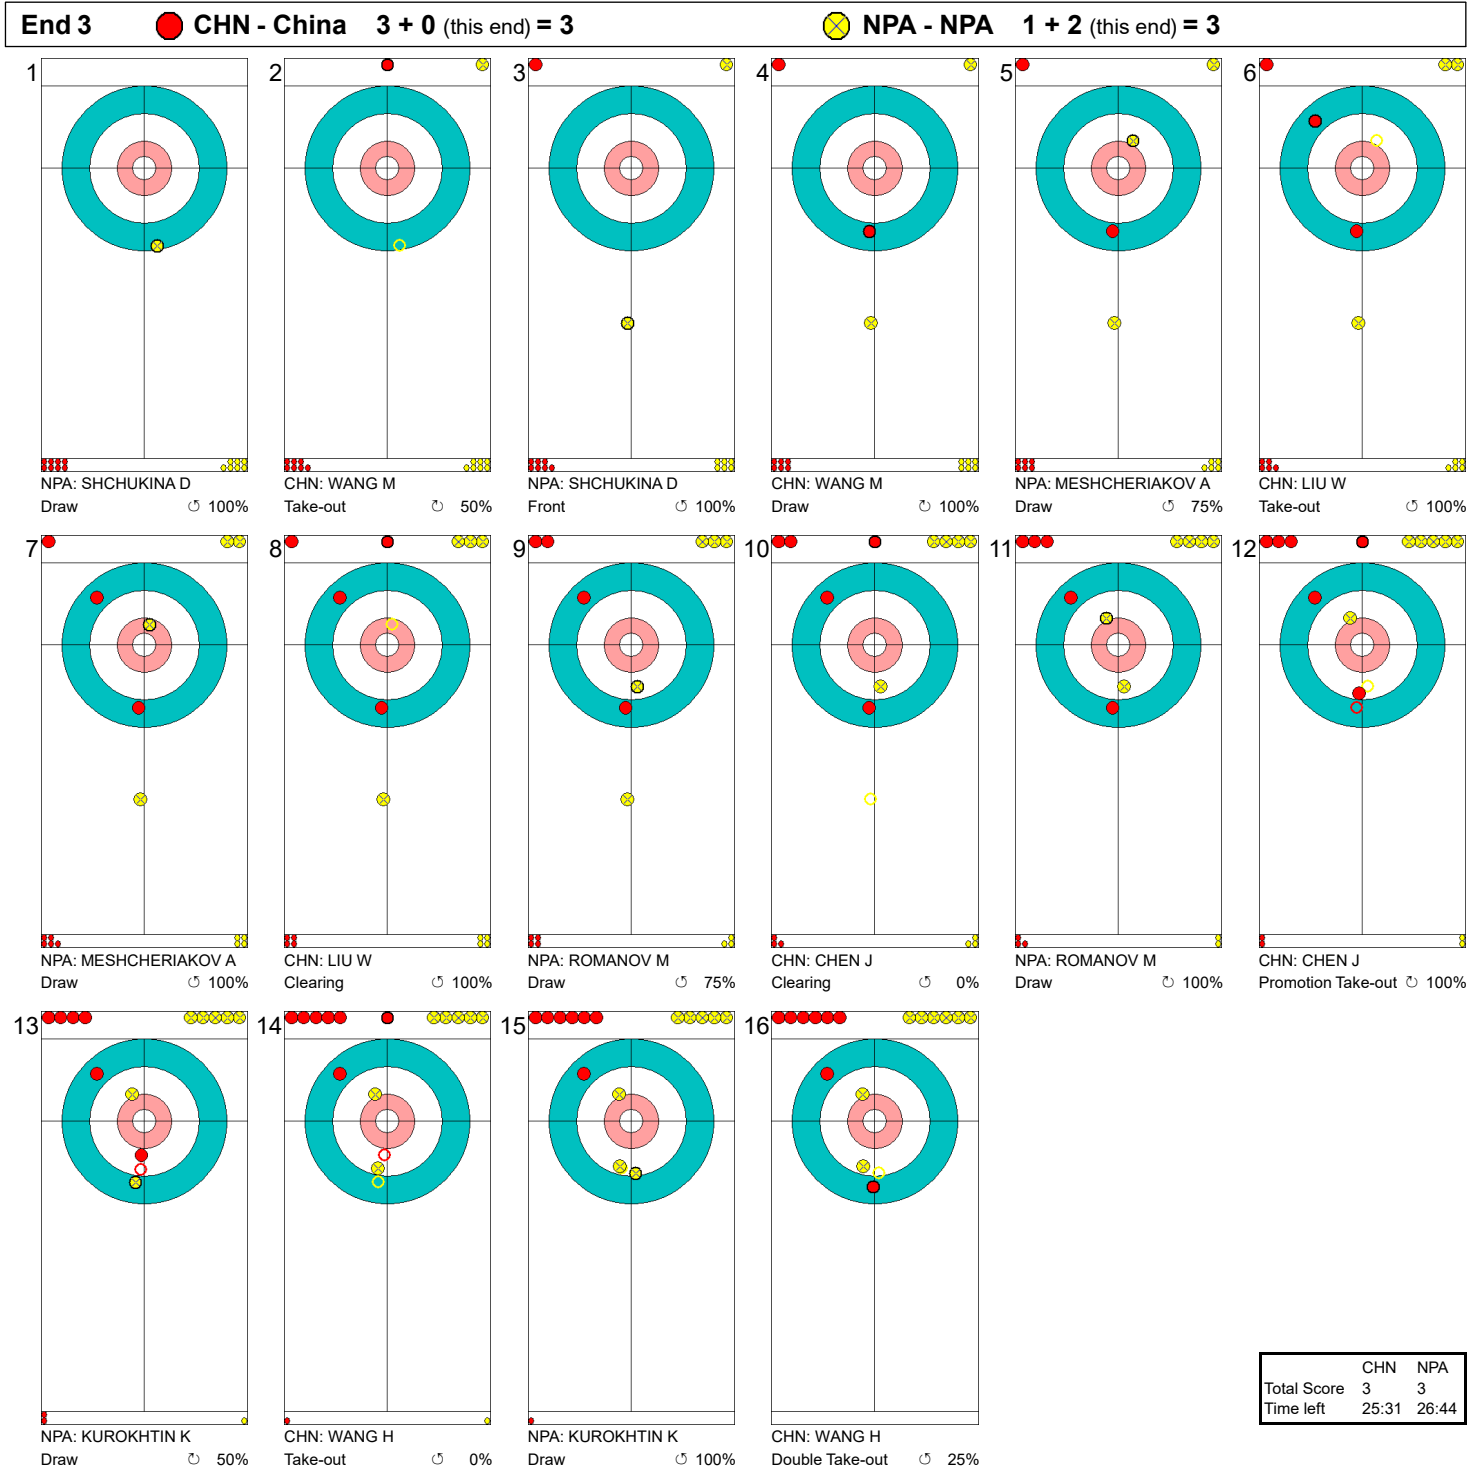 End 3 CHN - China 3 + 0 (this end) = 3 NPA - NPA 1 + 2 (this end) = 3
1 2 3 4 5 6
NPA: SHCHUKINA D CHN: WANG M NPA: SHCHUKINA D CHN: WANG M NPA: MESHCHERIAKOV A CHN: LIU W
Draw ↺ 100% Take-out ↻ 50% Front ↺ 100% Draw ↺ 100% Draw ↺ 75% Take-out ↻ 100%
7 8 9 10 11 12
NPA: MESHCHERIAKOV A CHN: LIU W NPA: ROMANOV M CHN: CHEN J NPA: ROMANOV M CHN: CHEN J
Draw ↺ 100% Clearing ↺ 100% Draw ↺ 75% Clearing ↺ 0% Draw ↺ 100% Promotion Take-out ↻ 100%
13 14 15 16
CHN NPA
Total Score 3 3
Time left 25:31 26:44
NPA: KUROKHTIN K CHN: WANG H NPA: KUROKHTIN K CHN: WANG H
Draw ↻ 50% Take-out ↺ 0% Draw ↺ 100% Double Take-out ↺ 25%